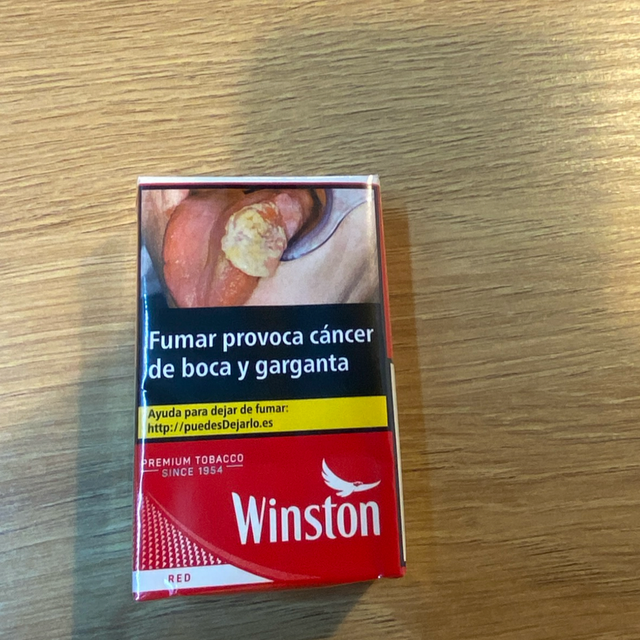 Fumar provoca cáncer
de boca y garganta
Ayuda para dejar de fumar:
http://puedesDejarlo.es
PREMIUM TOBACCO
SINCE 1954
Winston
RED